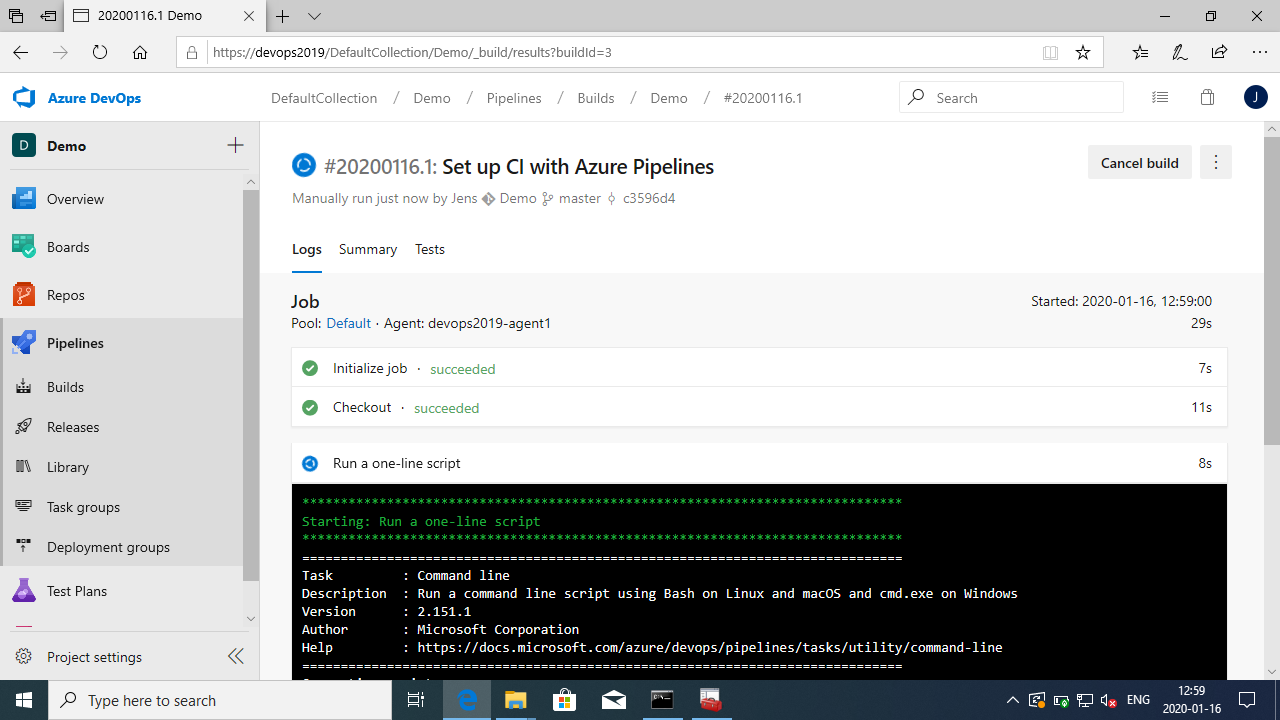 20200116.1 Demo
https://devops2019/DefaultCollection/Demo/_build/results?buildId=3
Azure DevOps
DefaultCollection / Demo / Pipelines / Builds / Demo / #20200116.1
Search
J
D Demo
Overview
Boards
Repos
Pipelines
Builds
Releases
Library
Task groups
Deployment groups
Test Plans
Project settings
#20200116.1: Set up CI with Azure Pipelines
Cancel build
Manually run just now by Jens Demo master c3596d4
Logs Summary Tests
Job
Started: 2020-01-16, 12:59:00
Pool: Default · Agent: devops2019-agent1
29s
Initialize job · succeeded 7s
Checkout · succeeded 11s
Run a one-line script 8s
******************************************************************************
Starting: Run a one-line script
******************************************************************************
==============================================================================
Task : Command line
Description : Run a command line script using Bash on Linux and macOS and cmd.exe on Windows
Version : 2.151.1
Author : Microsoft Corporation
Help : https://docs.microsoft.com/azure/devops/pipelines/tasks/utility/command-line
==============================================================================
Type here to search
ENG
12:59
2020-01-16